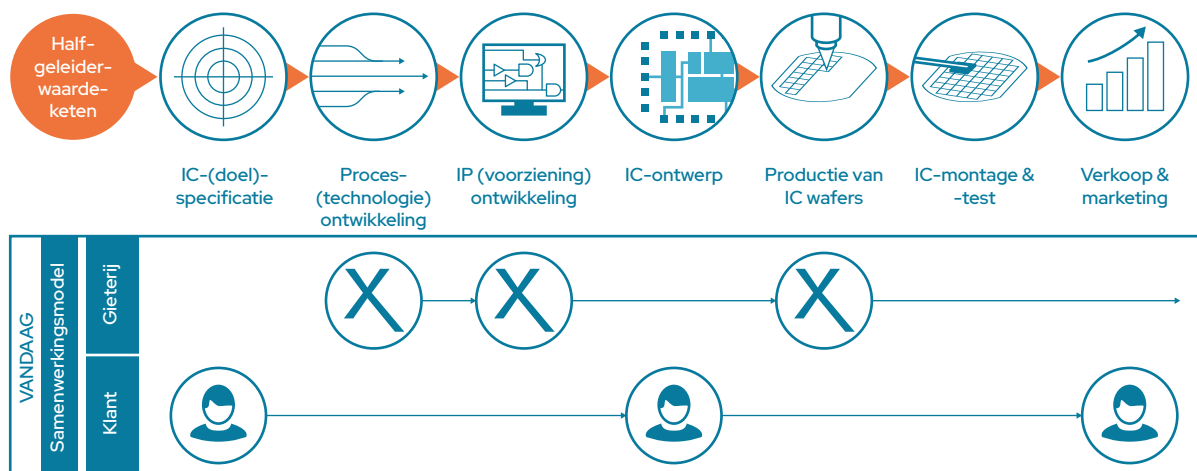 Half-
geleider-
waarde-
keten
IC-(doel)-
specificatie
Proces-
(technologie)
ontwikkeling
IP (voorziening)
ontwikkeling
IC-ontwerp
Productie van
IC wafers
IC-montage &
-test
Verkoop &
marketing
VANDAAG
Samenwerkingsmodel
Gieterij
X
X
X
Klant